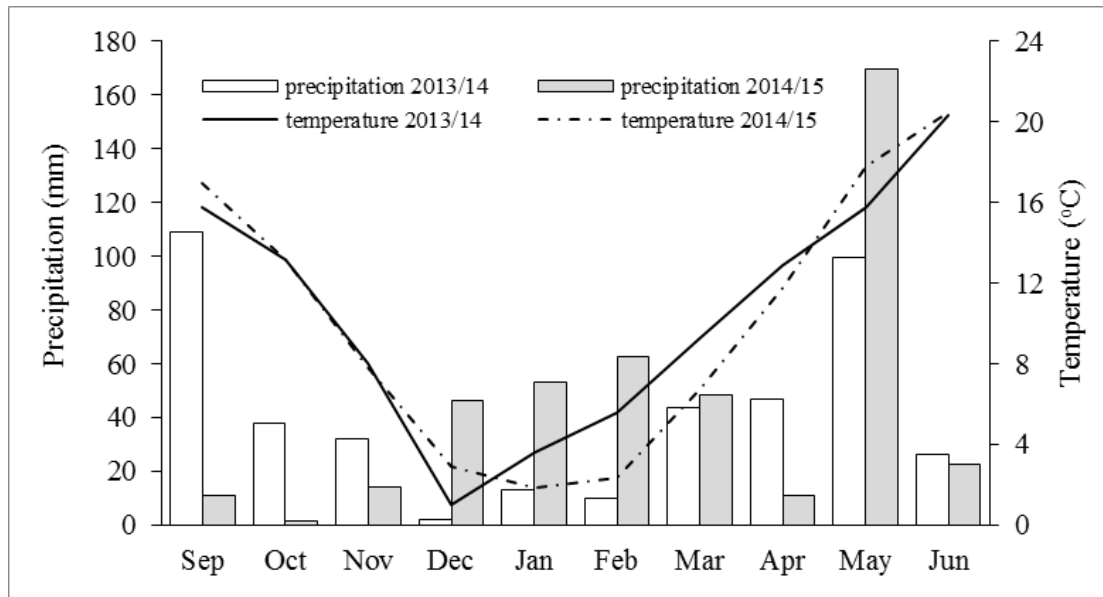 180
160
140
120
100
80
60
40
20
0
Precipitation (mm)
precipitation 2013/14
precipitation 2014/15
temperature 2013/14
temperature 2014/15
24
20
16
12
8
4
0
Temperature (ºC)
Sep Oct Nov Dec Jan Feb Mar Apr May Jun